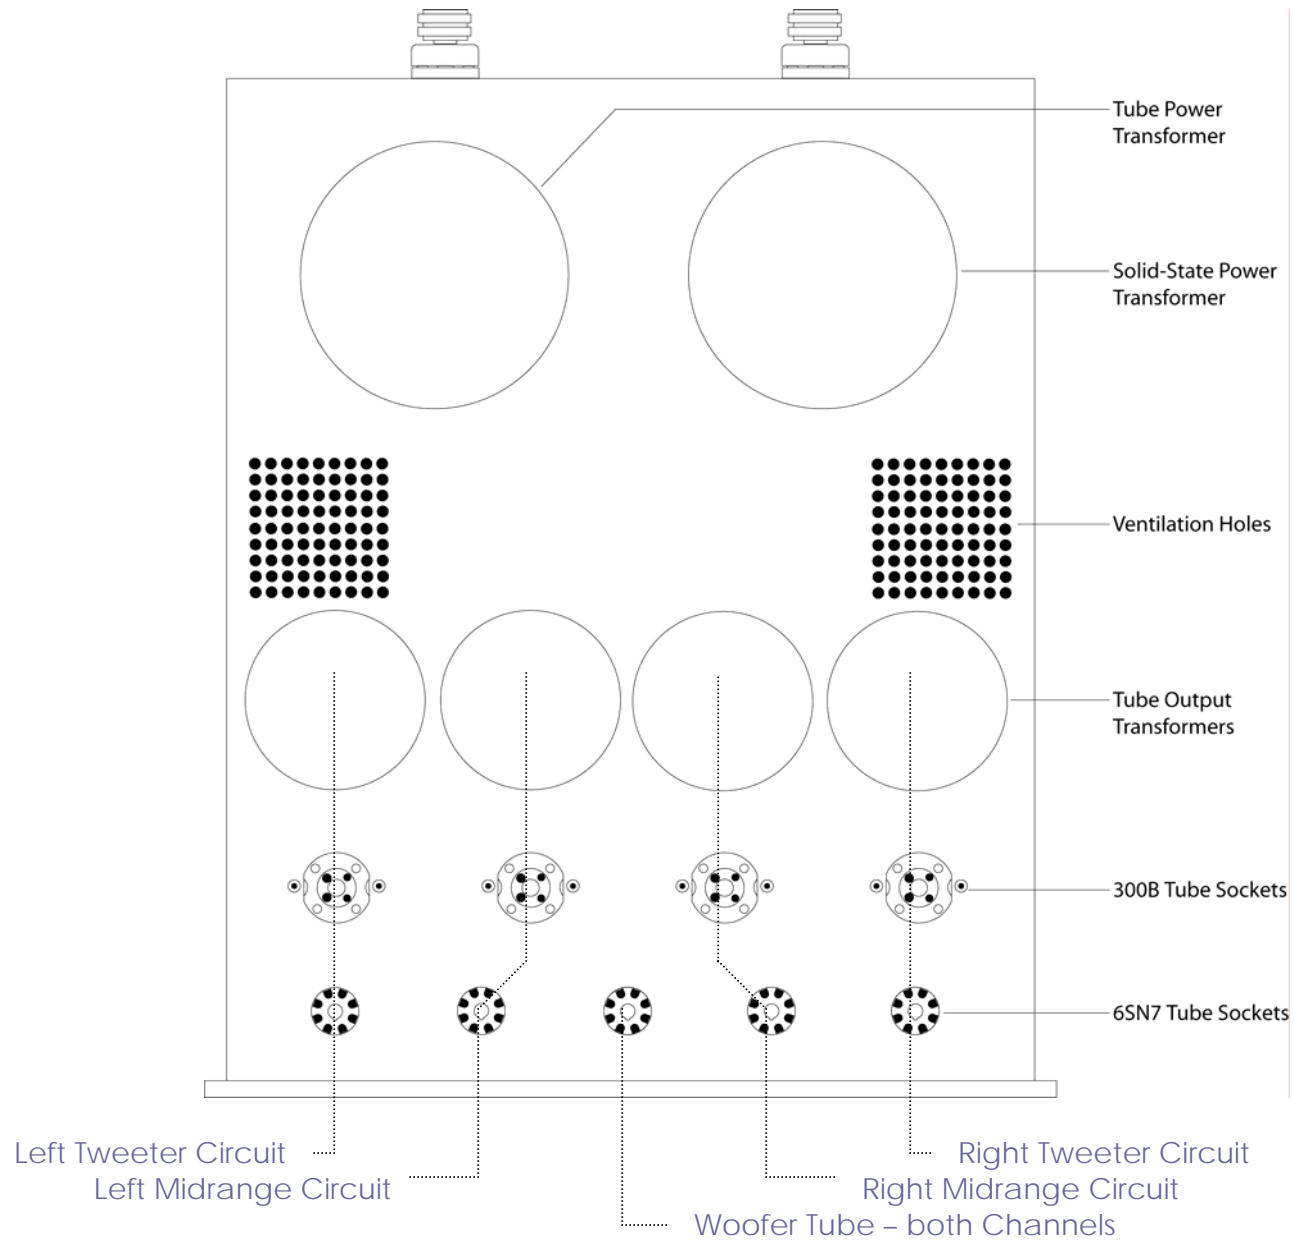 Tube Power
Transformer
Solid-State Power
Transformer
Ventilation Holes
Tube Output
Transformers
300B Tube Sockets
6SN7 Tube Sockets
Left Tweeter Circuit
Right Tweeter Circuit
Left Midrange Circuit
Right Midrange Circuit
Woofer Tube – both Channels